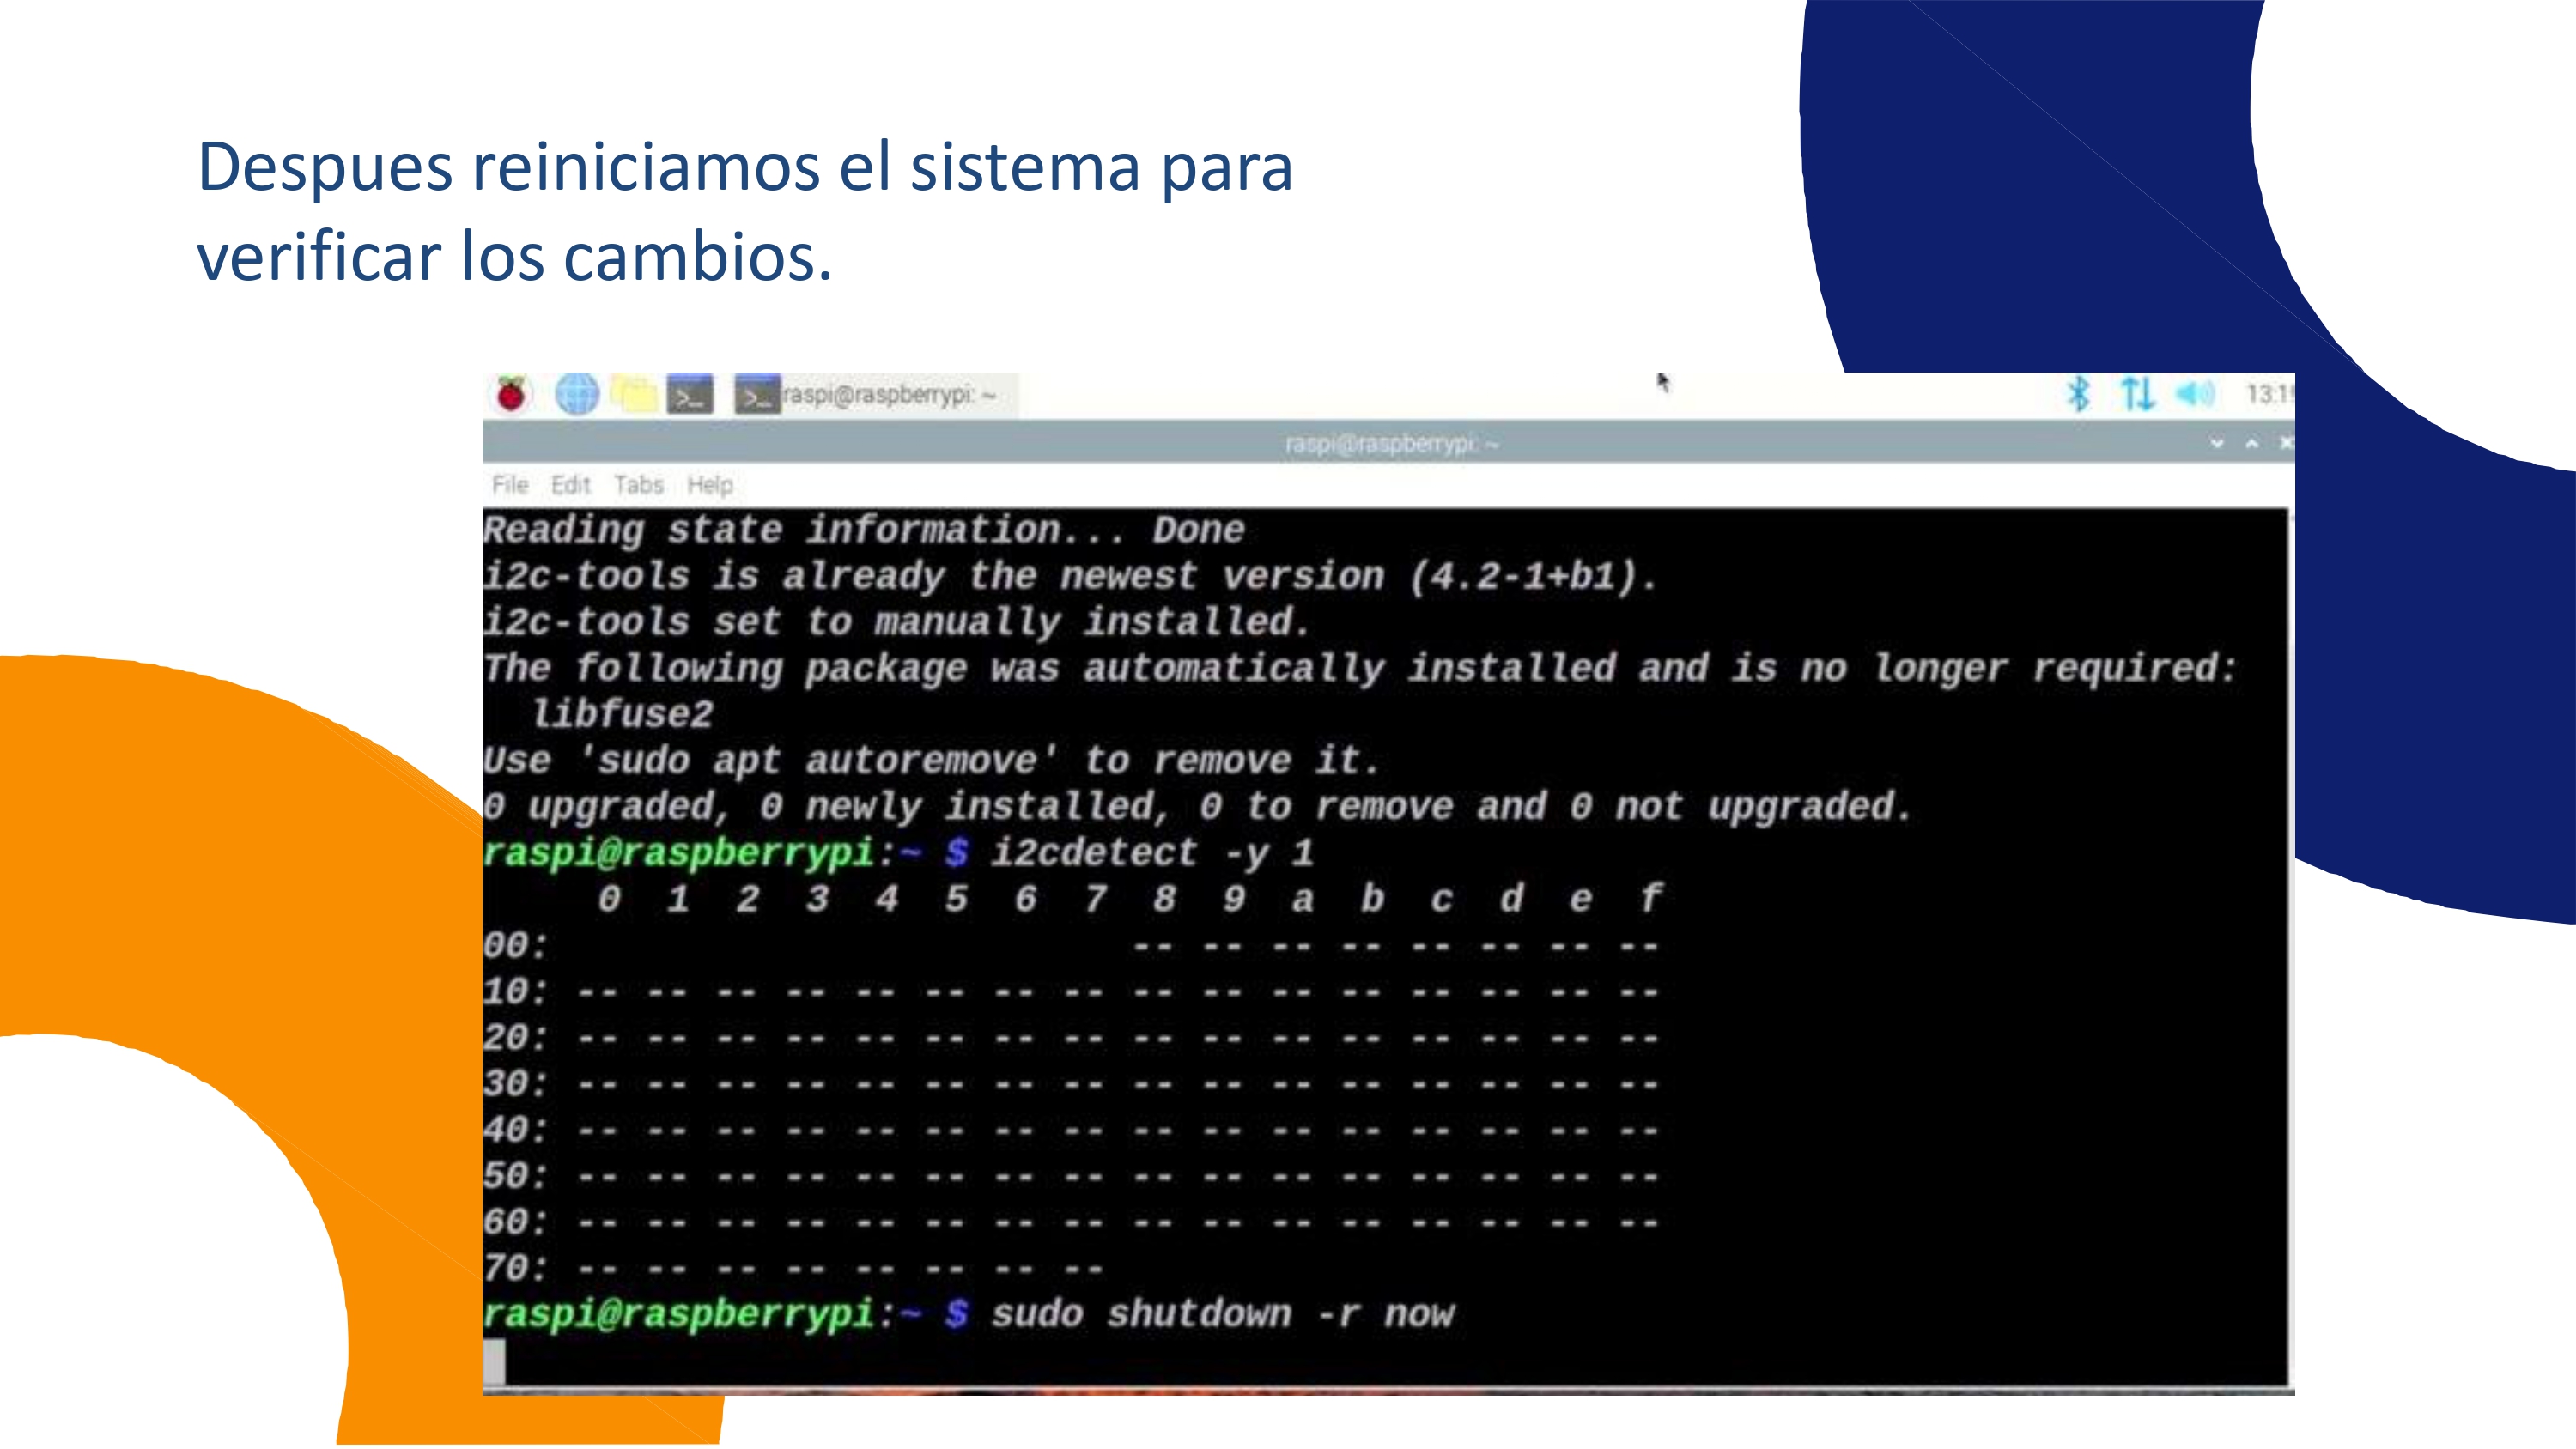 Despues reiniciamos el sistema para
verificar los cambios.
raspi@raspberrypi: ~
raspi@raspberrypi: ~
File Edit Tabs Help
Reading state information... Done
i2c-tools is already the newest version (4.2-1+b1).
i2c-tools set to manually installed.
The following package was automatically installed and is no longer required:
  libfuse2
Use 'sudo apt autoremove' to remove it.
0 upgraded, 0 newly installed, 0 to remove and 0 not upgraded.
raspi@raspberrypi:~ $ i2cdetect -y 1
     0  1  2  3  4  5  6  7  8  9  a  b  c  d  e  f
00:                         -- -- -- -- -- -- -- --
10: -- -- -- -- -- -- -- -- -- -- -- -- -- -- -- --
20: -- -- -- -- -- -- -- -- -- -- -- -- -- -- -- --
30: -- -- -- -- -- -- -- -- -- -- -- -- -- -- -- --
40: -- -- -- -- -- -- -- -- -- -- -- -- -- -- -- --
50: -- -- -- -- -- -- -- -- -- -- -- -- -- -- -- --
60: -- -- -- -- -- -- -- -- -- -- -- -- -- -- -- --
70: -- -- -- -- -- -- -- --
raspi@raspberrypi:~ $ sudo shutdown -r now